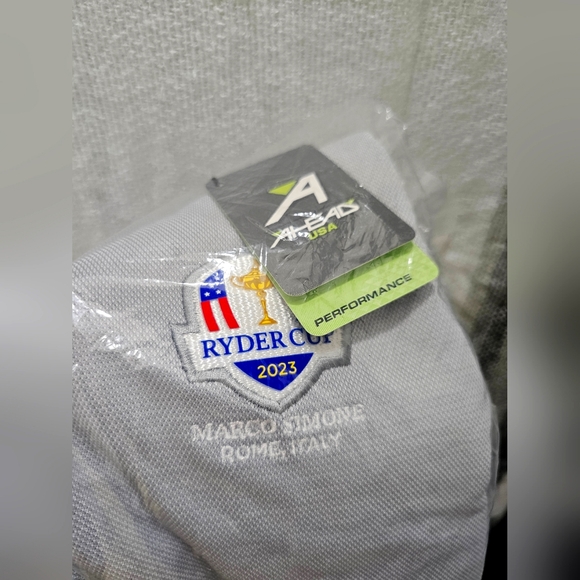 AHEAD
USA
PERFORMANCE
RYDER CUP
2023
MARCO SIMONE
ROME, ITALY